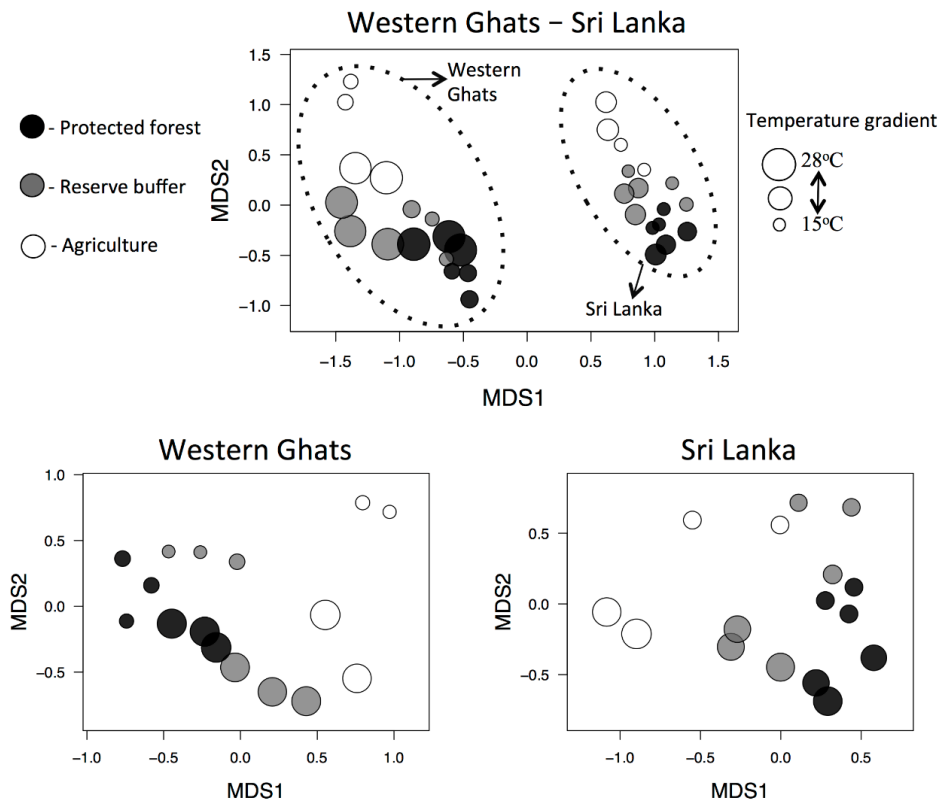 Western Ghats – Sri Lanka
1.5
1.0
0.5
0.0
−0.5
−1.0
MDS2
−1.5
−1.0
−0.5
0.0
0.5
1.0
1.5
MDS1
Western
Ghats
Sri Lanka
- Protected forest
- Reserve buffer
- Agriculture
Temperature gradient
28°C
15°C
Western Ghats
1.0
0.5
0.0
−0.5
MDS2
−1.0
−0.5
0.0
0.5
1.0
MDS1
Sri Lanka
0.5
0.0
−0.5
MDS2
−1.0
−0.5
0.0
0.5
MDS1